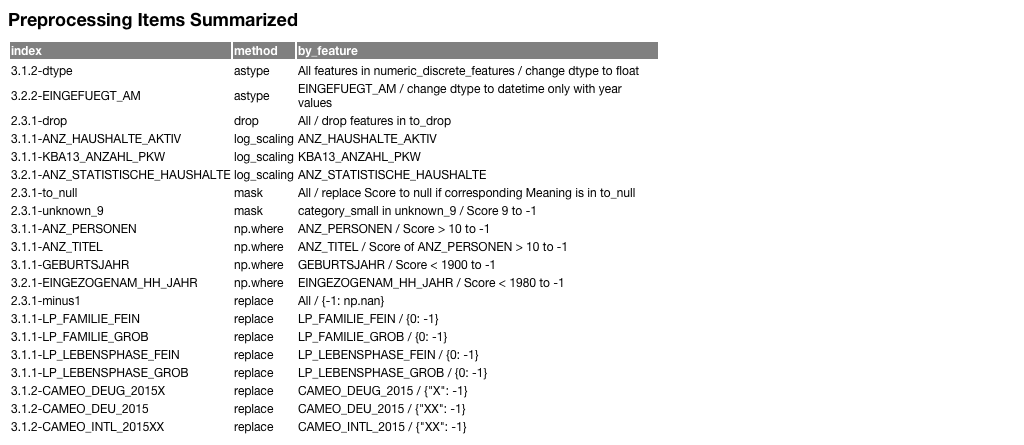 Preprocessing Items Summarized
index method by_feature
3.1.2-dtype astype All features in numeric_discrete_features / change dtype to float
3.2.2-EINGEFUEGT_AM astype EINGEFUEGT_AM / change dtype to datetime only with year
values
2.3.1-drop drop All / drop features in to_drop
3.1.1-ANZ_HAUSHALTE_AKTIV log_scaling ANZ_HAUSHALTE_AKTIV
3.1.1-KBA13_ANZAHL_PKW log_scaling KBA13_ANZAHL_PKW
3.2.1-ANZ_STATISTISCHE_HAUSHALTE log_scaling ANZ_STATISTISCHE_HAUSHALTE
2.3.1-to_null mask All / replace Score to null if corresponding Meaning is in to_null
2.3.1-unknown_9 mask category_small in unknown_9 / Score 9 to -1
3.1.1-ANZ_PERSONEN np.where ANZ_PERSONEN / Score > 10 to -1
3.1.1-ANZ_TITEL np.where ANZ_TITEL / Score of ANZ_PERSONEN > 10 to -1
3.1.1-GEBURTSJAHR np.where GEBURTSJAHR / Score < 1900 to -1
3.2.1-EINGEZOGENAM_HH_JAHR np.where EINGEZOGENAM_HH_JAHR / Score < 1980 to -1
2.3.1-minus1 replace All / {-1: np.nan}
3.1.1-LP_FAMILIE_FEIN replace LP_FAMILIE_FEIN / {0: -1}
3.1.1-LP_FAMILIE_GROB replace LP_FAMILIE_GROB / {0: -1}
3.1.1-LP_LEBENSPHASE_FEIN replace LP_LEBENSPHASE_FEIN / {0: -1}
3.1.1-LP_LEBENSPHASE_GROB replace LP_LEBENSPHASE_GROB / {0: -1}
3.1.2-CAMEO_DEUG_2015X replace CAMEO_DEUG_2015 / {"X": -1}
3.1.2-CAMEO_DEU_2015 replace CAMEO_DEU_2015 / {"XX": -1}
3.1.2-CAMEO_INTL_2015XX replace CAMEO_INTL_2015 / {"XX": -1}